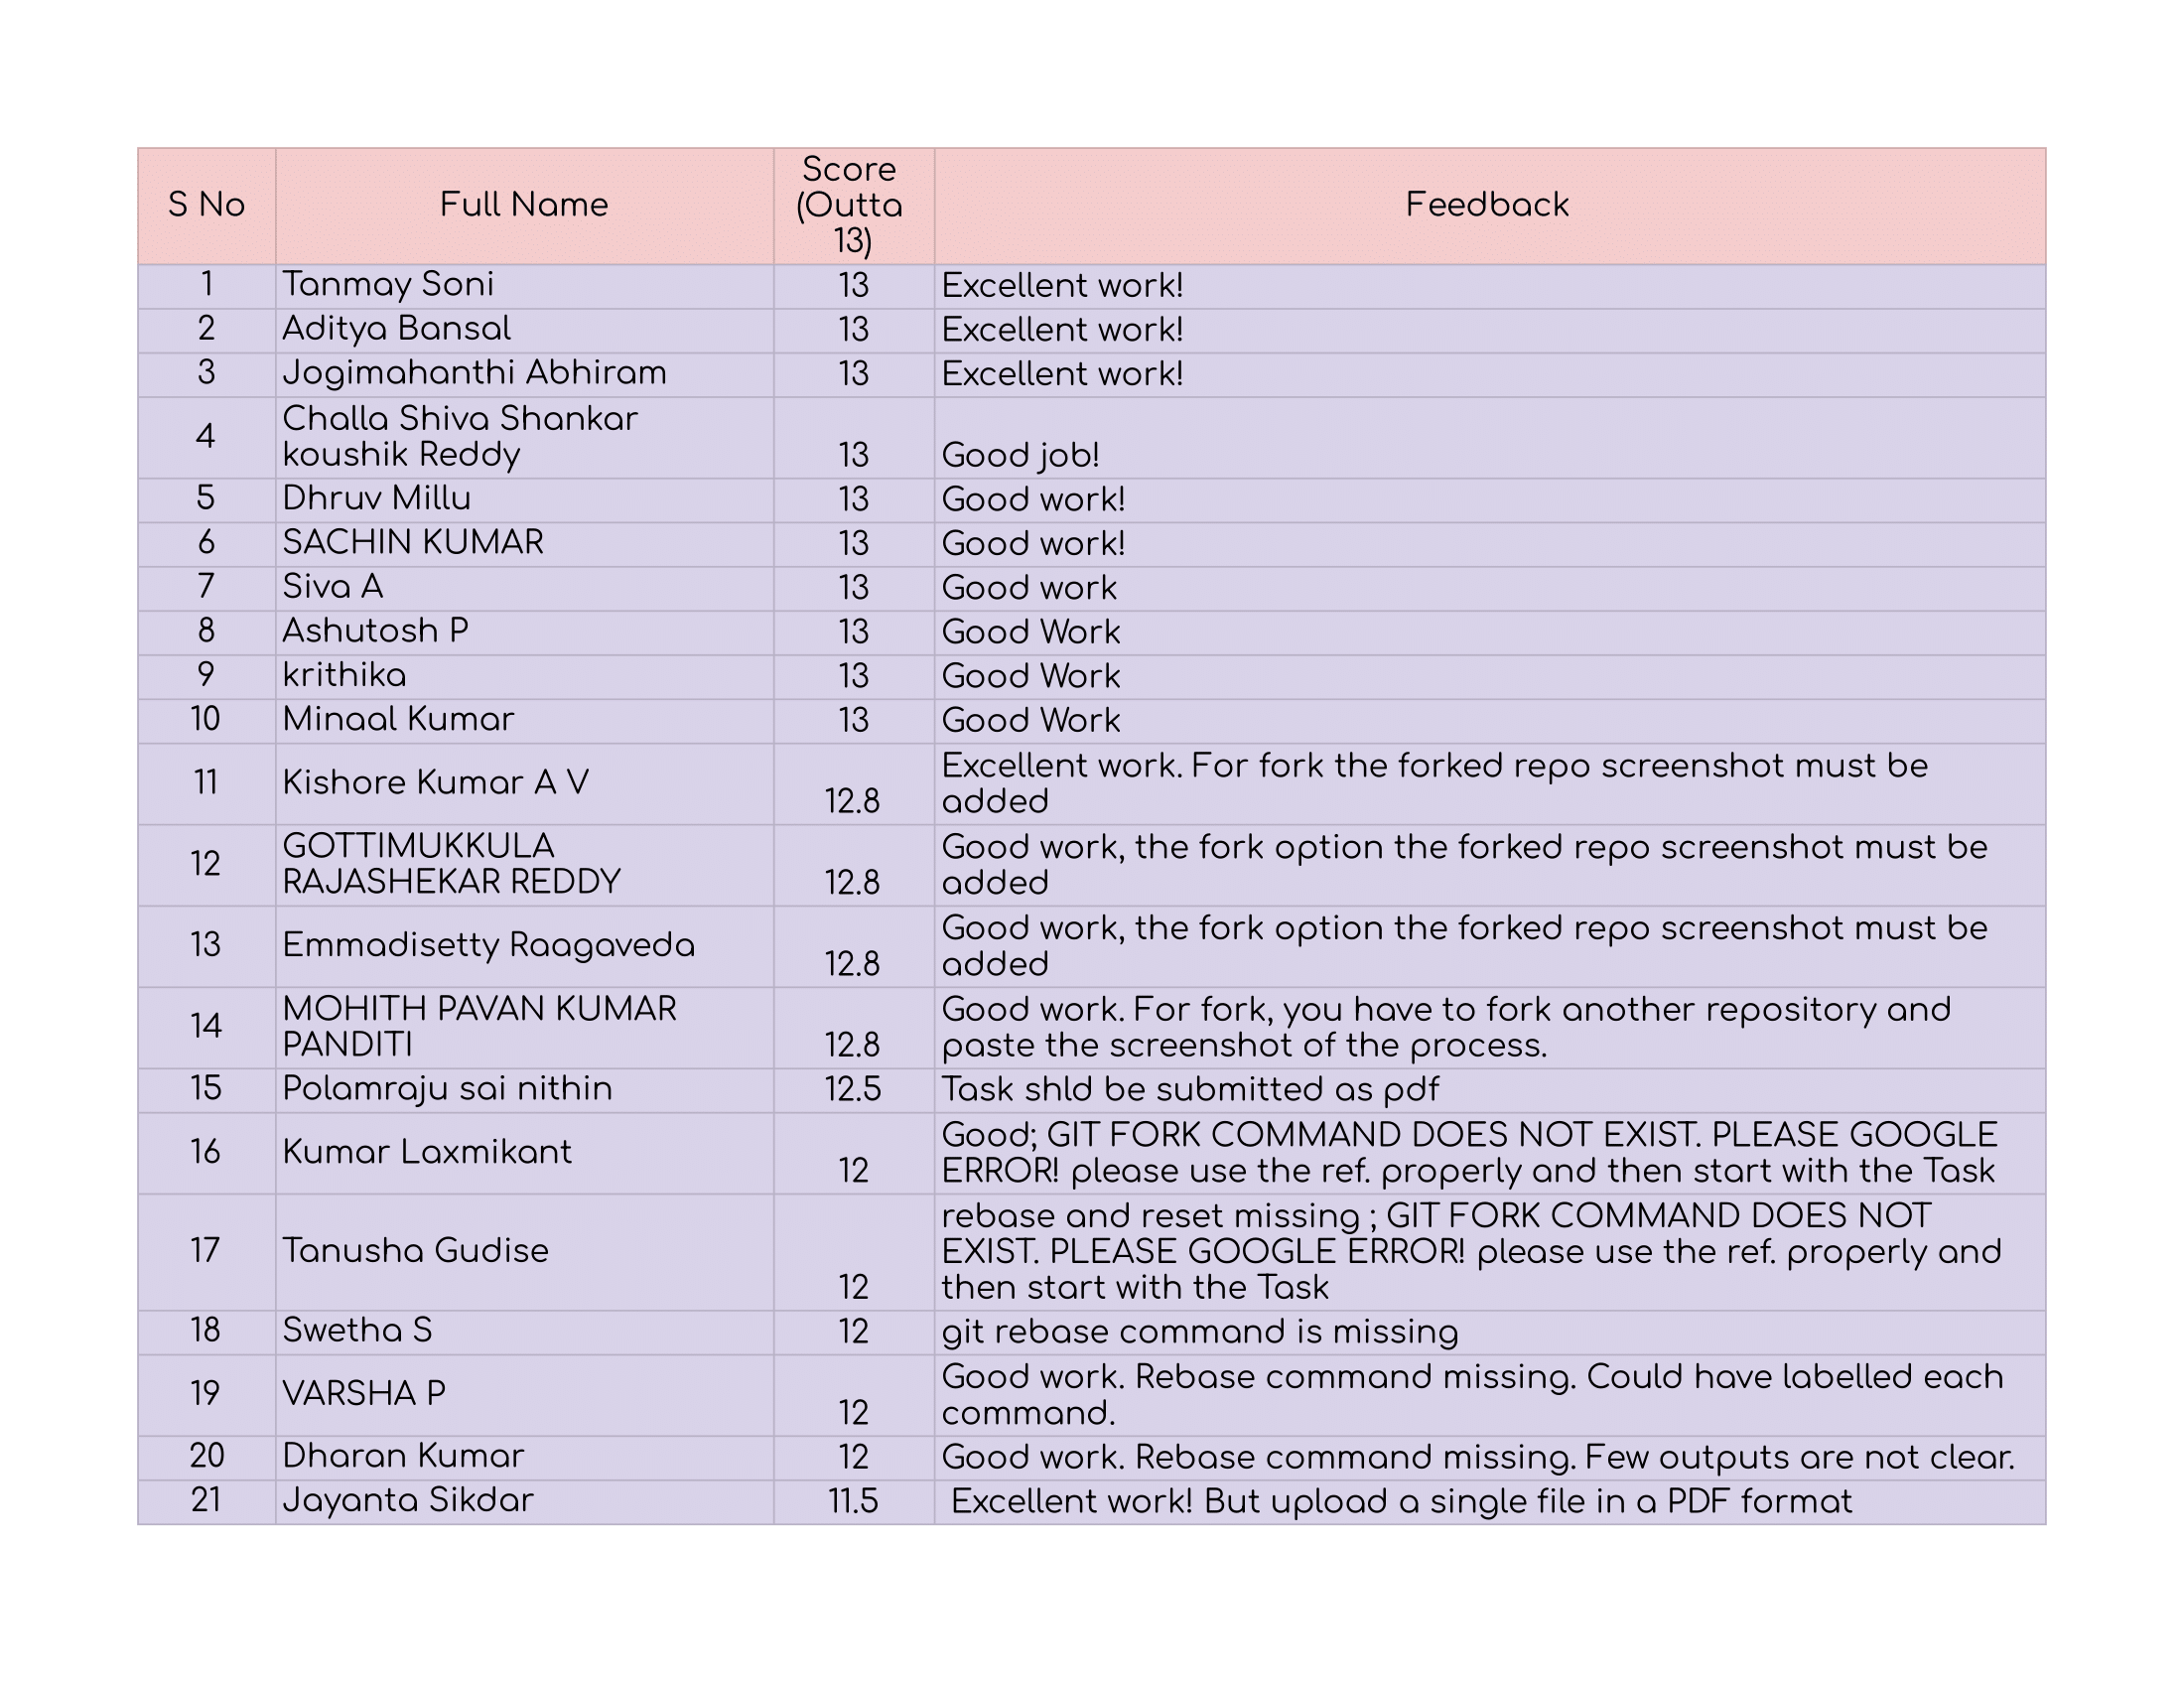 S No Full Name Score (Outta 13) Feedback
1 Tanmay Soni 13 Excellent work!
2 Aditya Bansal 13 Excellent work!
3 Jogimahanthi Abhiram 13 Excellent work!
4 Challa Shiva Shankar
koushik Reddy 13 Good job!
5 Dhruv Millu 13 Good work!
6 SACHIN KUMAR 13 Good work!
7 Siva A 13 Good work
8 Ashutosh P 13 Good Work
9 krithika 13 Good Work
10 Minaal Kumar 13 Good Work
11 Kishore Kumar A V 12.8 Excellent work. For fork the forked repo screenshot must be
added
12 GOTTIMUKKULA
RAJASHEKAR REDDY 12.8 Good work, the fork option the forked repo screenshot must be
added
13 Emmadisetty Raagaveda 12.8 Good work, the fork option the forked repo screenshot must be
added
14 MOHITH PAVAN KUMAR
PANDITI 12.8 Good work. For fork, you have to fork another repository and
paste the screenshot of the process.
15 Polamraju sai nithin 12.5 Task shld be submitted as pdf
16 Kumar Laxmikant 12 Good; GIT FORK COMMAND DOES NOT EXIST. PLEASE GOOGLE
ERROR! please use the ref. properly and then start with the Task
17 Tanusha Gudise 12 rebase and reset missing ; GIT FORK COMMAND DOES NOT
EXIST. PLEASE GOOGLE ERROR! please use the ref. properly and
then start with the Task
18 Swetha S 12 git rebase command is missing
19 VARSHA P 12 Good work. Rebase command missing. Could have labelled each
command.
20 Dharan Kumar 12 Good work. Rebase command missing. Few outputs are not clear.
21 Jayanta Sikdar 11.5 Excellent work! But upload a single file in a PDF format